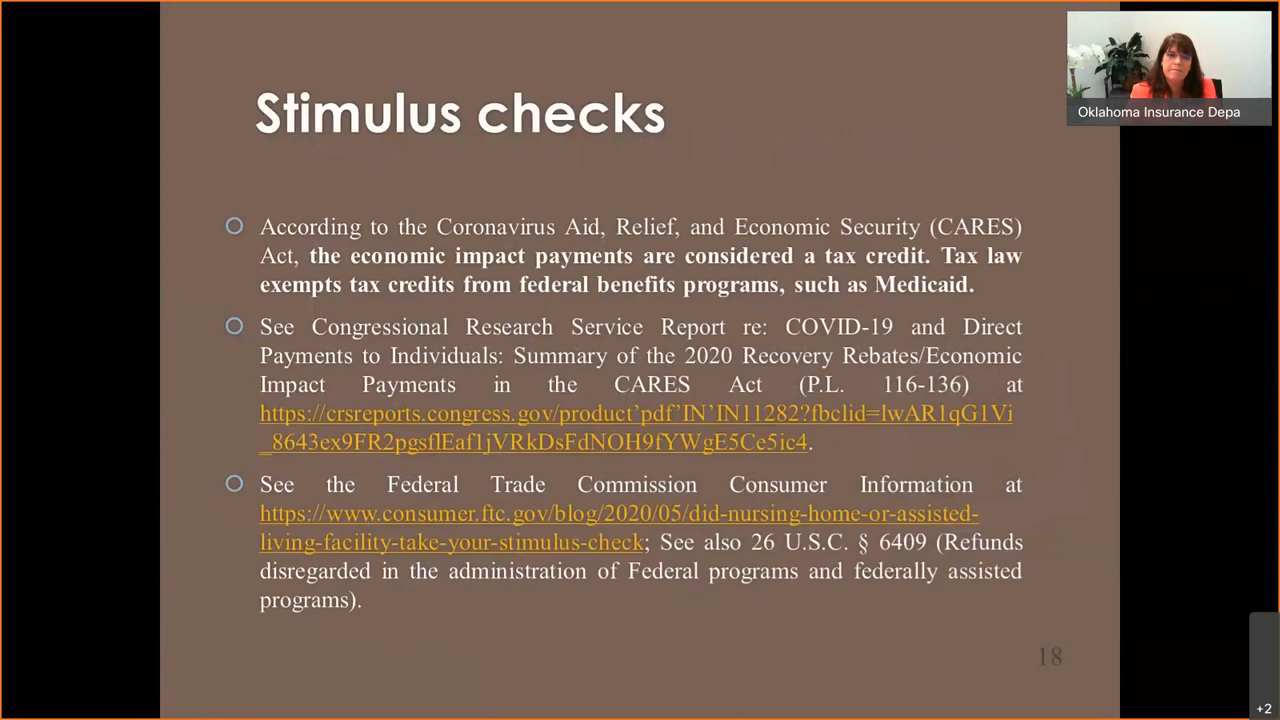 Stimulus checks
According to the Coronavirus Aid, Relief, and Economic Security (CARES)
Act, the economic impact payments are considered a tax credit. Tax law
exempts tax credits from federal benefits programs, such as Medicaid.
See Congressional Research Service Report re: COVID-19 and Direct
Payments to Individuals: Summary of the 2020 Recovery Rebates/Economic
Impact Payments in the CARES Act (P.L. 116-136) at
https://crsreports.congress.gov/product’pdf’IN’IN11282?fbclid=lwAR1qG1Vi
_8643ex9FR2pgsflEaf1jVRkDsFdNOH9fYWgE5Ce5ic4.
See the Federal Trade Commission Consumer Information at
https://www.consumer.ftc.gov/blog/2020/05/did-nursing-home-or-assisted-
living-facility-take-your-stimulus-check; See also 26 U.S.C. § 6409 (Refunds
disregarded in the administration of Federal programs and federally assisted
programs).
18
Oklahoma Insurance Depa
+2